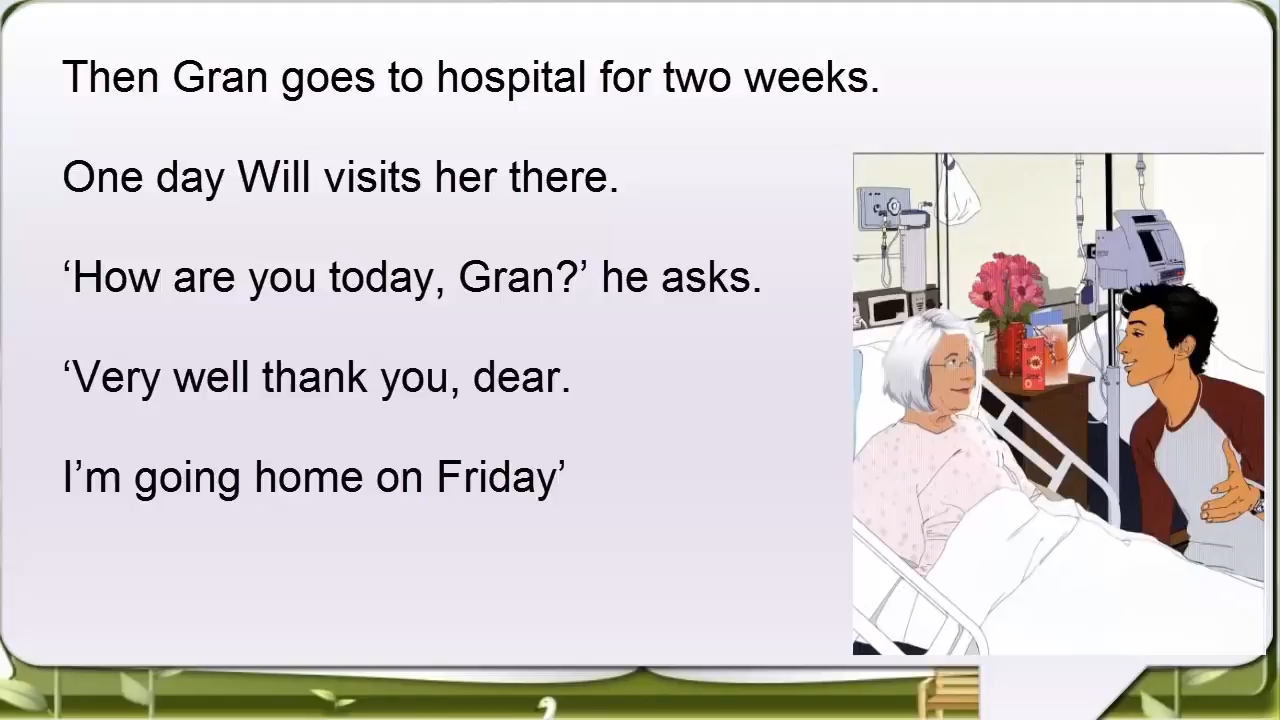 Then Gran goes to hospital for two weeks.
One day Will visits her there.
‘How are you today, Gran?’ he asks.
‘Very well thank you, dear.
I’m going home on Friday’